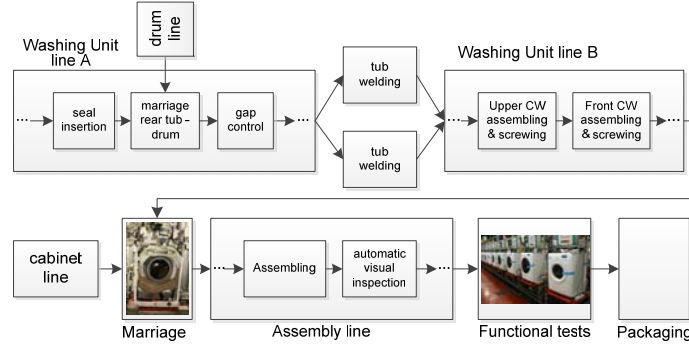 Washing Unit
line A
drum
line
seal
insertion
marriage
rear tub –
drum
gap
control
...
...
tub
welding
tub
welding
Washing Unit line B
...
Upper CW
assembling
& screwing
Front CW
assembling
& screwing
...
cabinet
line
Marriage
...
Assembling
automatic
visual
inspection
...
Assembly line
Functional tests
Packaging